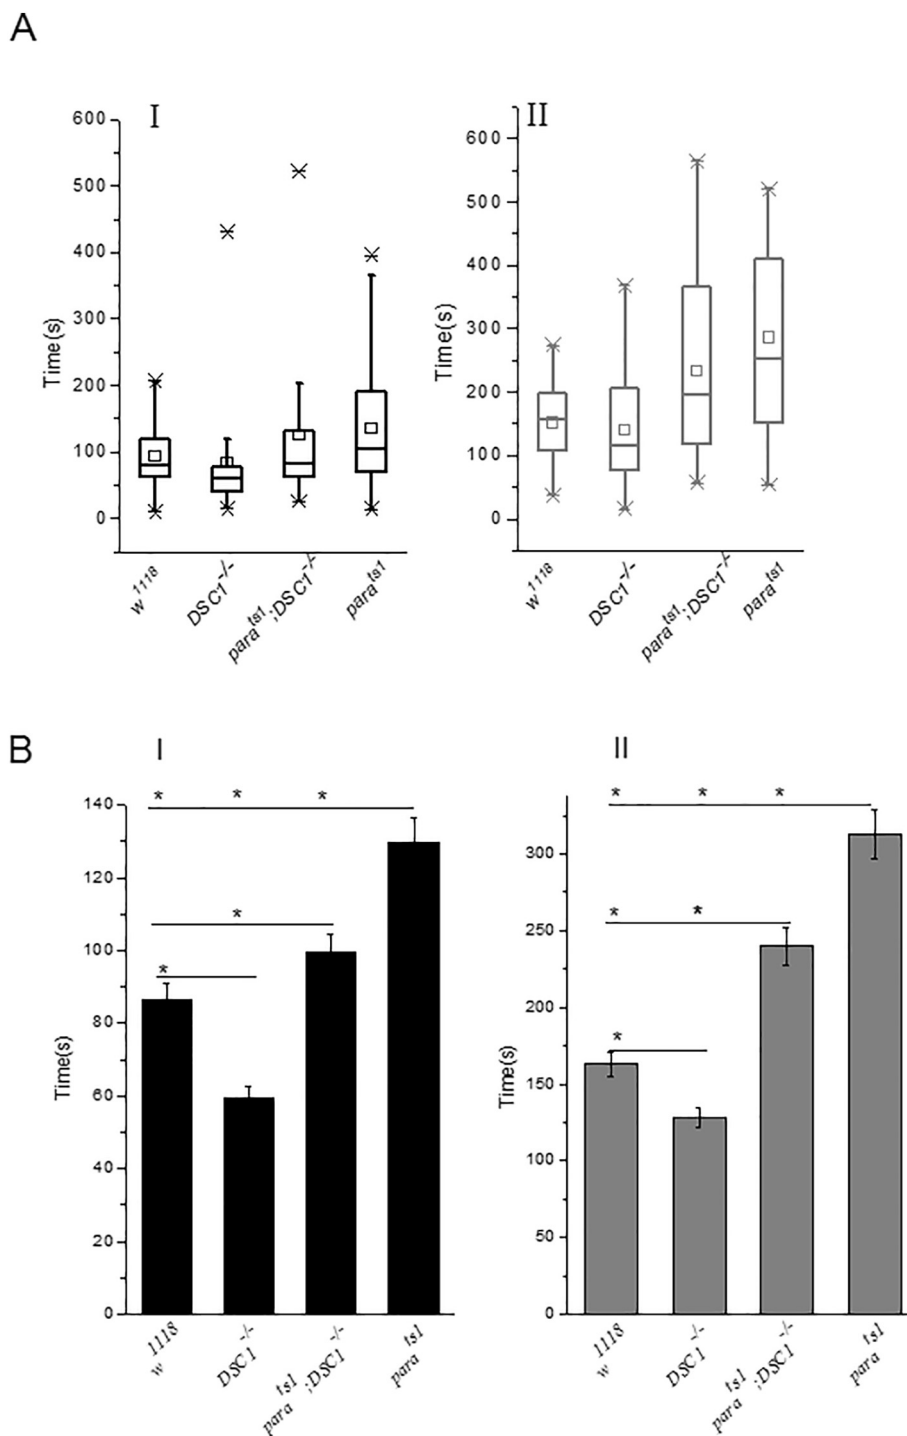 A
I
II
600
500
400
300
200
100
0
Time(s)
w1118
DSC1-/-
parats1;DSC1-/-
parats1
600
500
400
300
200
100
0
Time(s)
w1118
DSC1-/-
parats1;DSC1-/-
parats1
B
I
II
* * *
*
*
140
120
100
80
60
40
20
0
Time(s)
w1118
DSC1-/-
parats1;DSC1-/-
parats1
* * *
* *
*
300
250
200
150
100
50
0
Time(s)
w1118
DSC1-/-
parats1;DSC1-/-
parats1